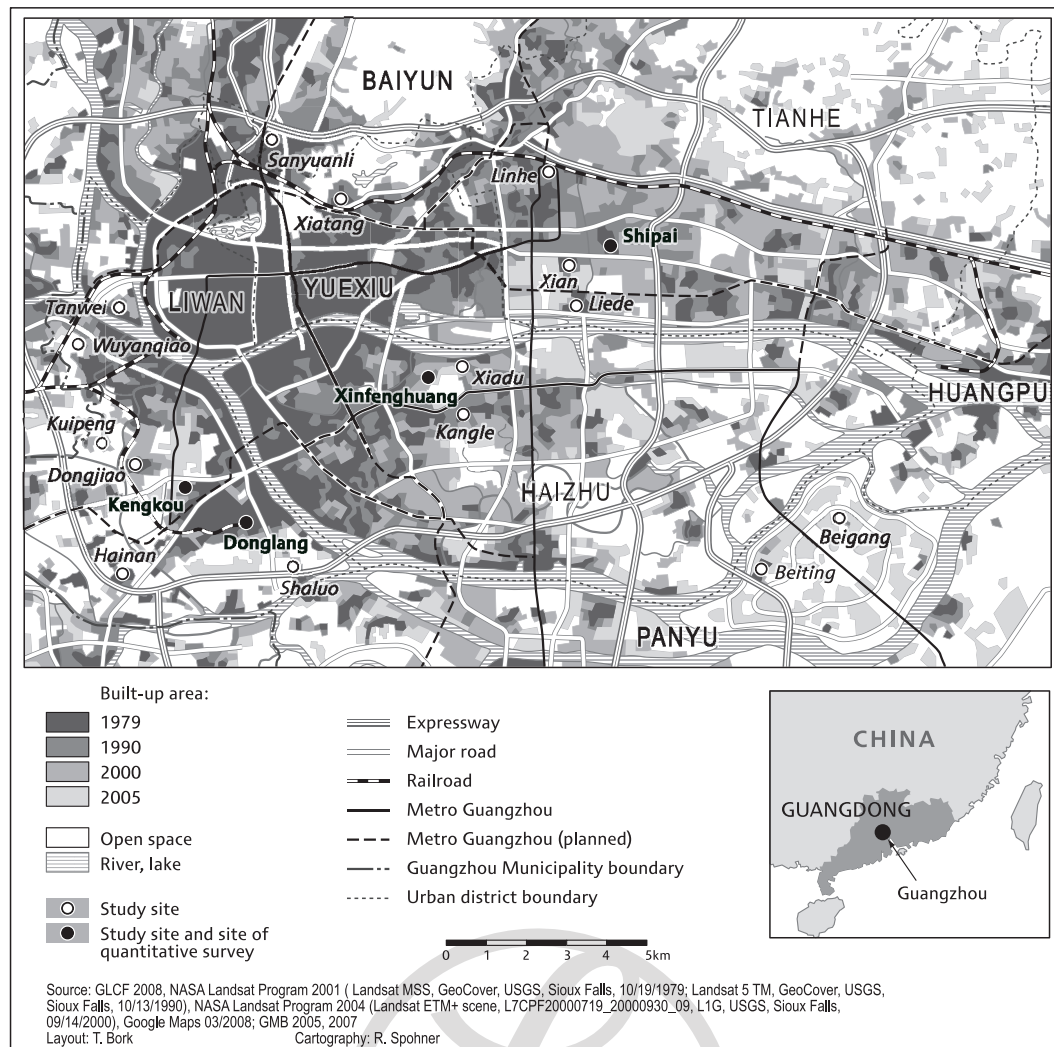 BAIYUN
TIANHE
Sanyuanli
Linhe
Xiatang
Shipai
Xian
Tanwei
LIWAN
YUEXIU
Liede
Wuyanqiao
Xiadu
Xinfenghuang
HUANGPU
Kuipeng
Kangle
Dongjiao
Kengkou
HAIZHU
Donglang
Beigang
Hainan
Shaluo
Beiting
PANYU
Built-up area:
1979
1990
2000
2005
Open space
River, lake
Study site
Study site and site of
quantitative survey
Expressway
Major road
Railroad
Metro Guangzhou
Metro Guangzhou (planned)
Guangzhou Municipality boundary
Urban district boundary
0 1 2 3 4 5km
CHINA
GUANGDONG
Guangzhou
Source: GLCF 2008, NASA Landsat Program 2001 ( Landsat MSS, GeoCover, USGS, Sioux Falls, 10/19/1979; Landsat 5 TM, GeoCover, USGS,
Sioux Falls, 10/13/1990), NASA Landsat Program 2004 (Landsat ETM+ scene, L7CPF20000719_20000930_09, L1G, USGS, Sioux Falls,
09/14/2000), Google Maps 03/2008; GMB 2005, 2007
Layout: T. Bork Cartography: R. Spohner